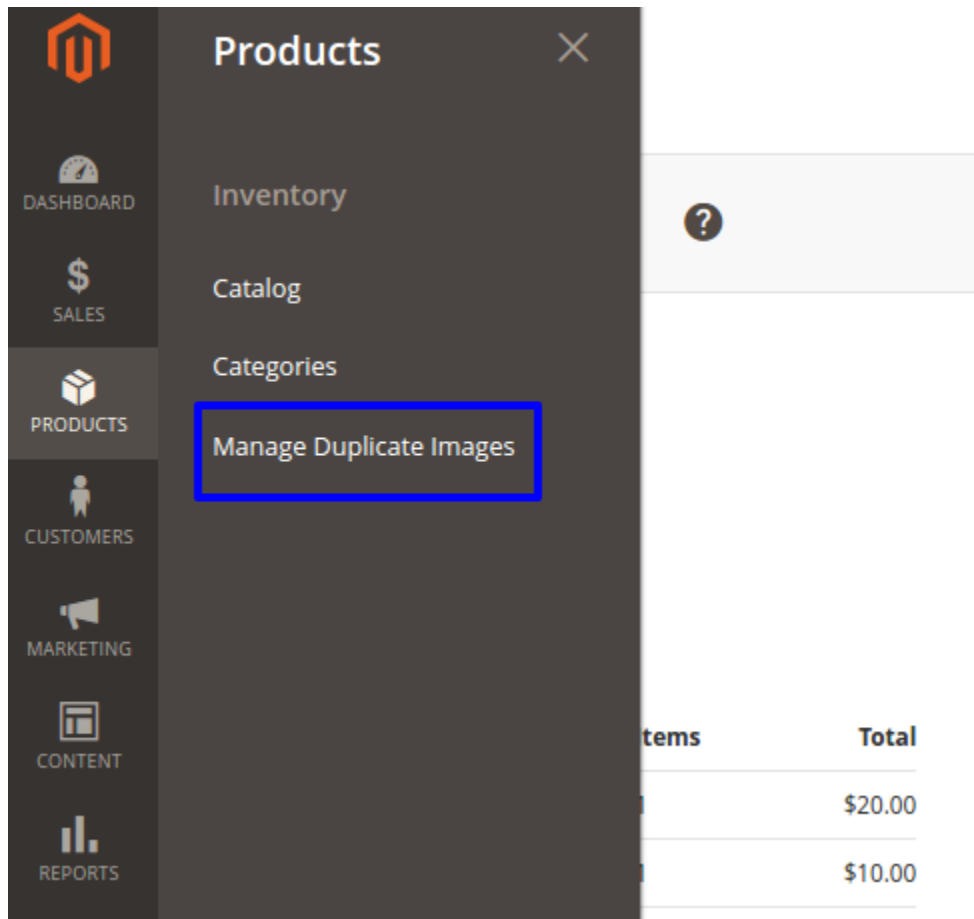 Products
DASHBOARD
Inventory
?
$
SALES
Catalog
Categories
PRODUCTS
Manage Duplicate Images
CUSTOMERS
MARKETING
CONTENT
tems Total
$20.00
REPORTS
$10.00